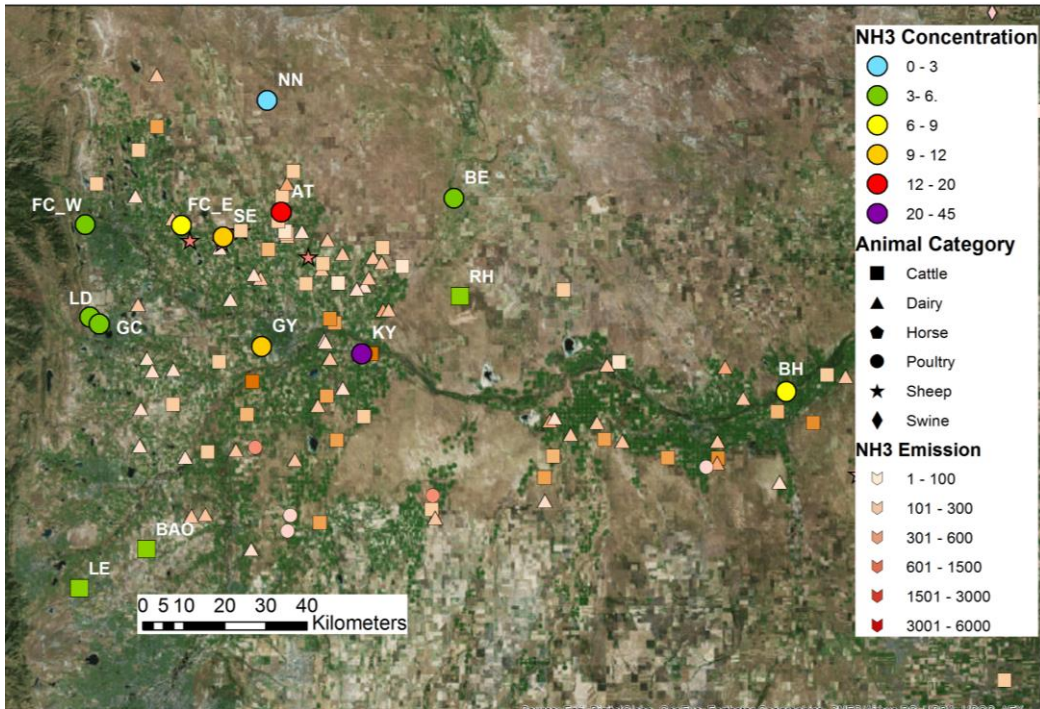 NN
AT
BE
FC_W
FC_E
SE
RH
LD
GC
GY
KY
BH
BAO
LE
0 5 10 20 30 40
Kilometers
NH3 Concentration
0 - 3
3- 6.
6 - 9
9 - 12
12 - 20
20 - 45
Animal Category
Cattle
Dairy
Horse
Poultry
Sheep
Swine
NH3 Emission
1 - 100
101 - 300
301 - 600
601 - 1500
1501 - 3000
3001 - 6000